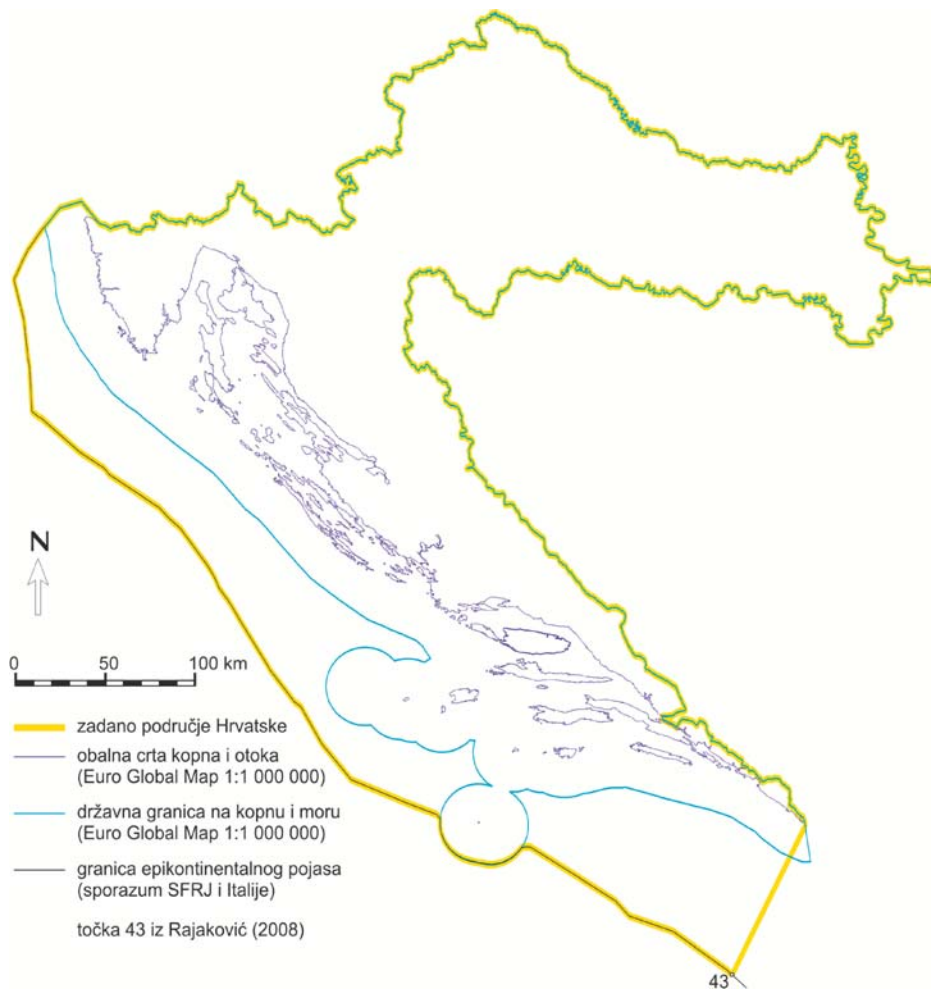 N
0 50 100 km
zadano područje Hrvatske
obalna crta kopna i otoka
(Euro Global Map 1:1 000 000)
državna granica na kopnu i moru
(Euro Global Map 1:1 000 000)
granica epikontinentalnog pojasa
(sporazum SFRJ i Italije)
točka 43 iz Rajaković (2008)
43